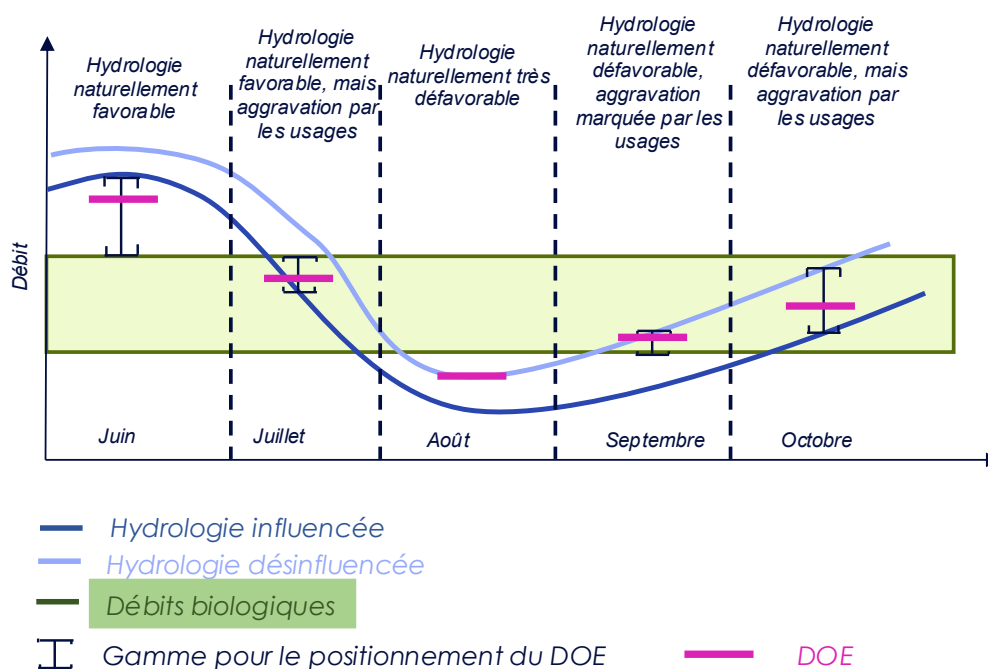 Hydrologie
naturellement
favorable
Hydrologie
naturellement
favorable, mais
aggravation par
les usages
Hydrologie
naturellement très
défavorable
Hydrologie
naturellement
défavorable,
aggravation
marquée par les
usages
Hydrologie
naturellement
défavorable, mais
aggravation par
les usages
Débit
Juin
Juillet
Août
Septembre
Octobre
Hydrologie influencée
Hydrologie désinfluencée
Débits biologiques
Gamme pour le positionnement du DOE
DOE